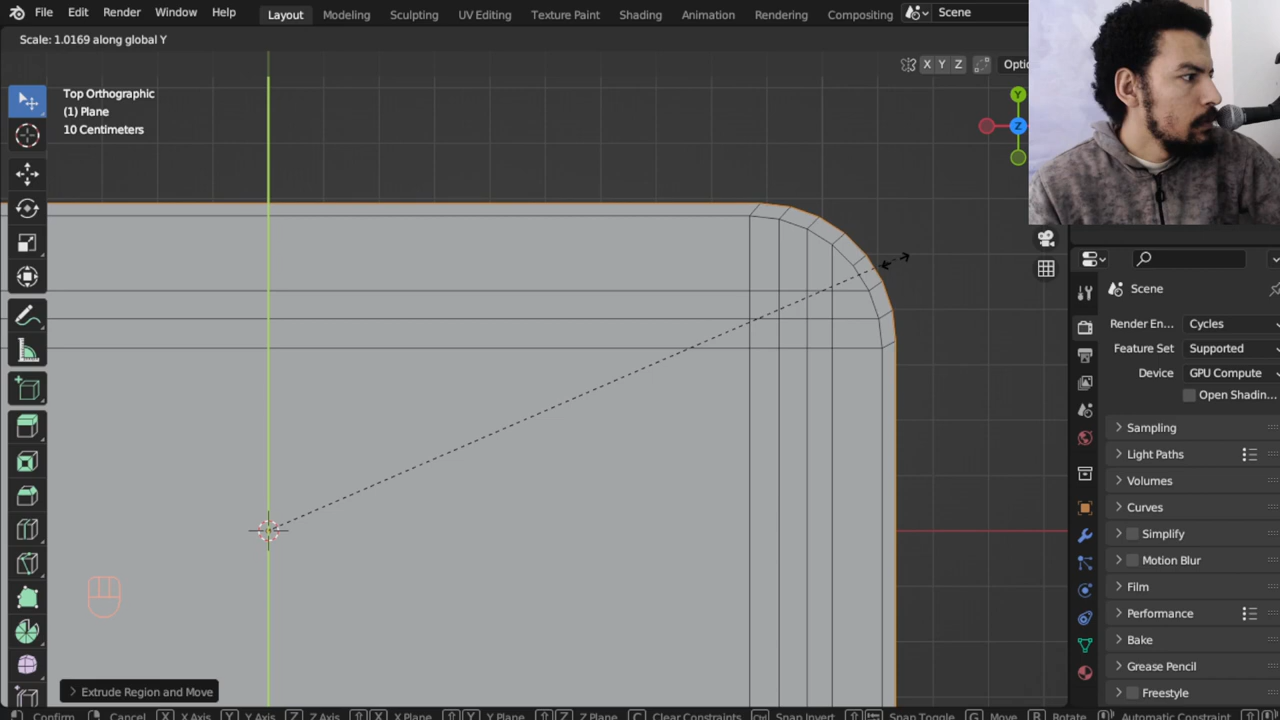 File Edit Render Window Help Layout Modeling Sculpting UV Editing Texture Paint Shading Animation Rendering Compositing Scene
Scale: 1.0169 along global Y
X Y Z
Top Orthographic
(1) Plane
10 Centimeters
Y
Z
Scene
Render En... Cycles
Feature Set Supported
Device GPU Compute
Open Shadin...
Sampling
Light Paths
Volumes
Curves
Simplify
Motion Blur
Film
Performance
Bake
Grease Pencil
Freestyle
Extrude Region and Move
Confirm Cancel X X Axis Y Y Axis Z Z Axis X X Plane Y Y Plane Z Z Plane C Clear Constraints Ctrl Snap Invert Snap Toggle G Move R Rotate Automatic Constraint